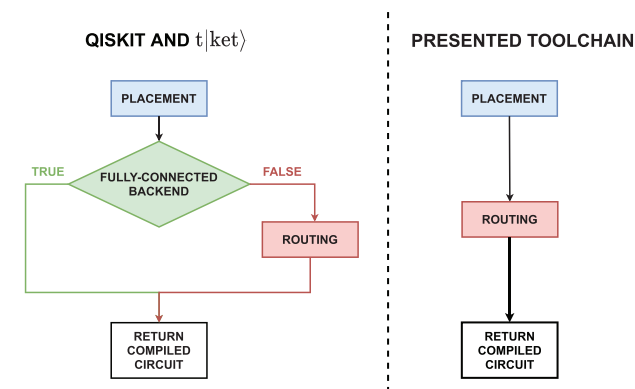 QISKIT AND t|ket⟩
PLACEMENT
TRUE
FULLY-CONNECTED
BACKEND
FALSE
ROUTING
RETURN
COMPILED
CIRCUIT
PRESENTED TOOLCHAIN
PLACEMENT
ROUTING
RETURN
COMPILED
CIRCUIT